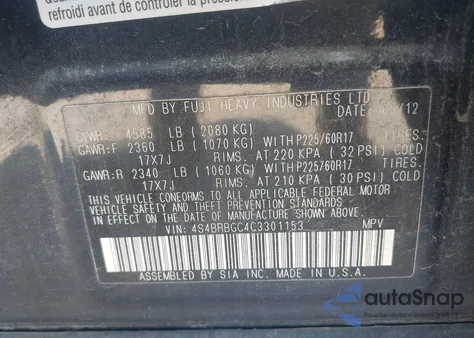 refroidi avant de contrôler la pression
MFD BY FUJI HEAVY INDUSTRIES LTD.
DATE: /12
GVWR: 4585 LB (2080 KG) TIRES:
GAWR:F 2360 LB (1070 KG) WITH P225/60R17
17X7J RIMS. AT 220 KPA (32 PSI) COLD TIRES:
GAWR:R 2340 LB (1060 KG) WITH P225/60R17
17X7J RIMS. AT 210 KPA (30 PSI) COLD
THIS VEHICLE CONFORMS TO ALL APPLICABLE FEDERAL MOTOR
VEHICLE SAFETY AND THEFT PREVENTION STANDARDS
IN EFFECT ON THE DATE OF MANUFACTURE SHOWN ABOVE.
VIN: 4S4BRBGC4C3301153 MPV
ASSEMBLED BY SIA INC. MADE IN U.S.A.
autoSnap